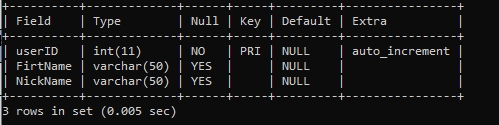 +----------+-------------+------+-----+---------+----------------+
| Field    | Type        | Null | Key | Default | Extra          |
+----------+-------------+------+-----+---------+----------------+
| userID   | int(11)     | NO   | PRI | NULL    | auto_increment |
| FirtName | varchar(50) | YES  |     | NULL    |                |
| NickName | varchar(50) | YES  |     | NULL    |                |
+----------+-------------+------+-----+---------+----------------+
3 rows in set (0.005 sec)